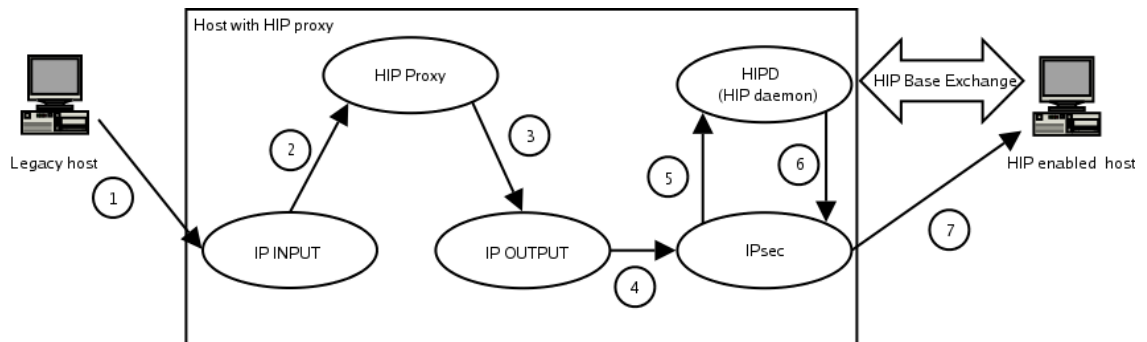 Host with HIP proxy
HIP Proxy
HIPD
(HIP daemon)
HIP Base Exchange
Legacy host
HIP enabled host
1
2
3
5
6
7
IP INPUT
IP OUTPUT
4
IPsec